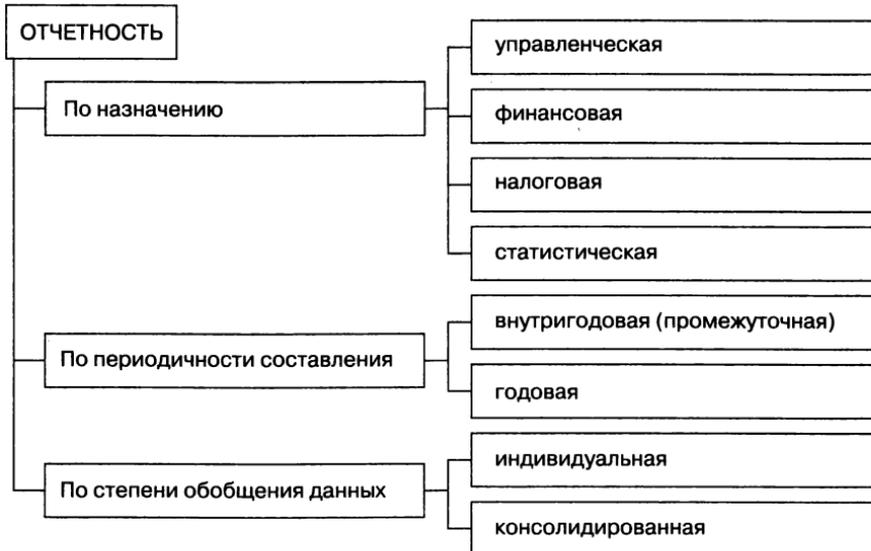 ОТЧЕТНОСТЬ
По назначению
управленческая
финансовая
налоговая
статистическая
По периодичности составления
внутригодовая (промежуточная)
годовая
По степени обобщения данных
индивидуальная
консолидированная